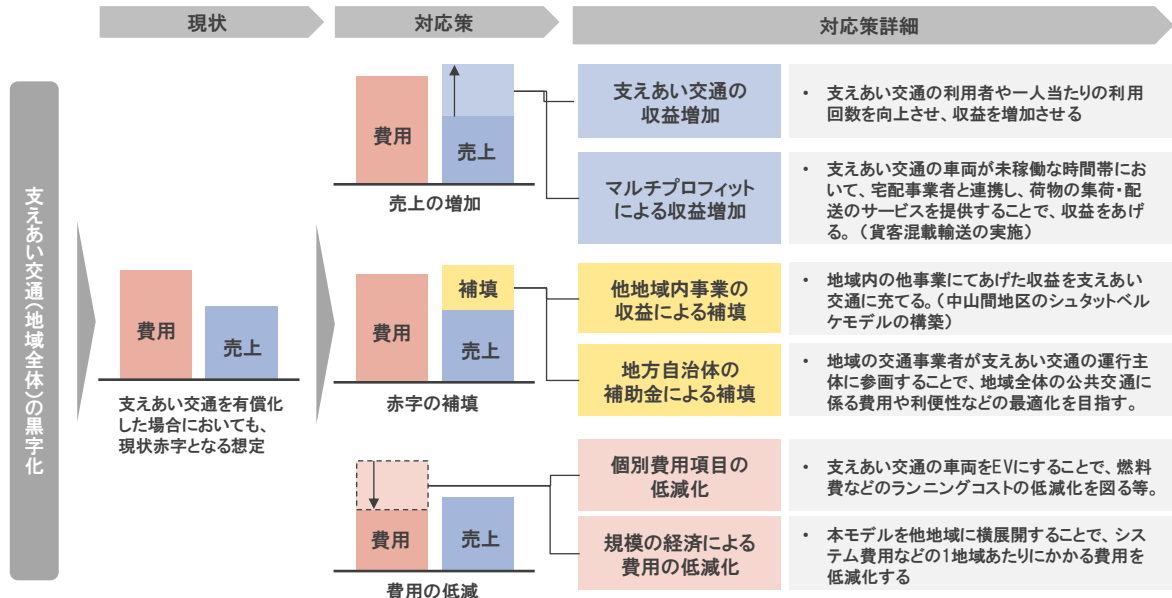 現状
対応策
対応策詳細
支えあい交通(地域全体)の黒字化
費用
売上
支えあい交通を有償化
した場合においても、
現状赤字となる想定
費用
売上
売上の増加
支えあい交通の
収益増加
・ 支えあい交通の利用者や一人当たりの利用
回数を向上させ、収益を増加させる
マルチプロフィット
による収益増加
・ 支えあい交通の車両が未稼働な時間帯にお
いて、宅配事業者と連携し、荷物の集荷・配
送のサービスを提供することで、収益をあげ
る。(貨客混載輸送の実施)
費用
補填
売上
赤字の補填
他地域内事業の
収益による補填
・ 地域内の他事業にてあげた収益を支えあい
交通に充てる。(中山間地区のシュタットベル
ケモデルの構築)
地方自治体の
補助金による補填
・ 地域の交通事業者が支えあい交通の運行主
体に参画することで、地域全体の公共交通に
係る費用や利便性などの最適化を目指す。
費用
売上
費用の低減
個別費用項目の
低減化
・ 支えあい交通の車両をEVにすることで、燃料
費などのランニングコストの低減化を図る等。
規模の経済による
費用の低減化
・ 本モデルを他地域に横展開することで、シス
テム費用などの1地域あたりにかかる費用を
低減化する